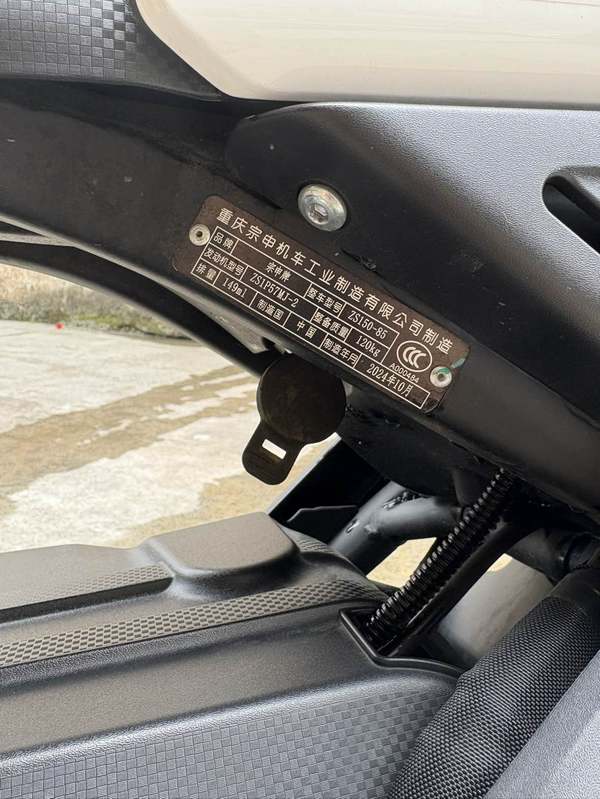 重庆宗申机车工业制造有限公司制造
品牌 宗申牌 整车型号 ZS150-85
发动机型号 ZS1P57MJ-2 整备质量 120kg
排量 149ml 制造国 中国 制造年月 2024年10月
CCC
A000484